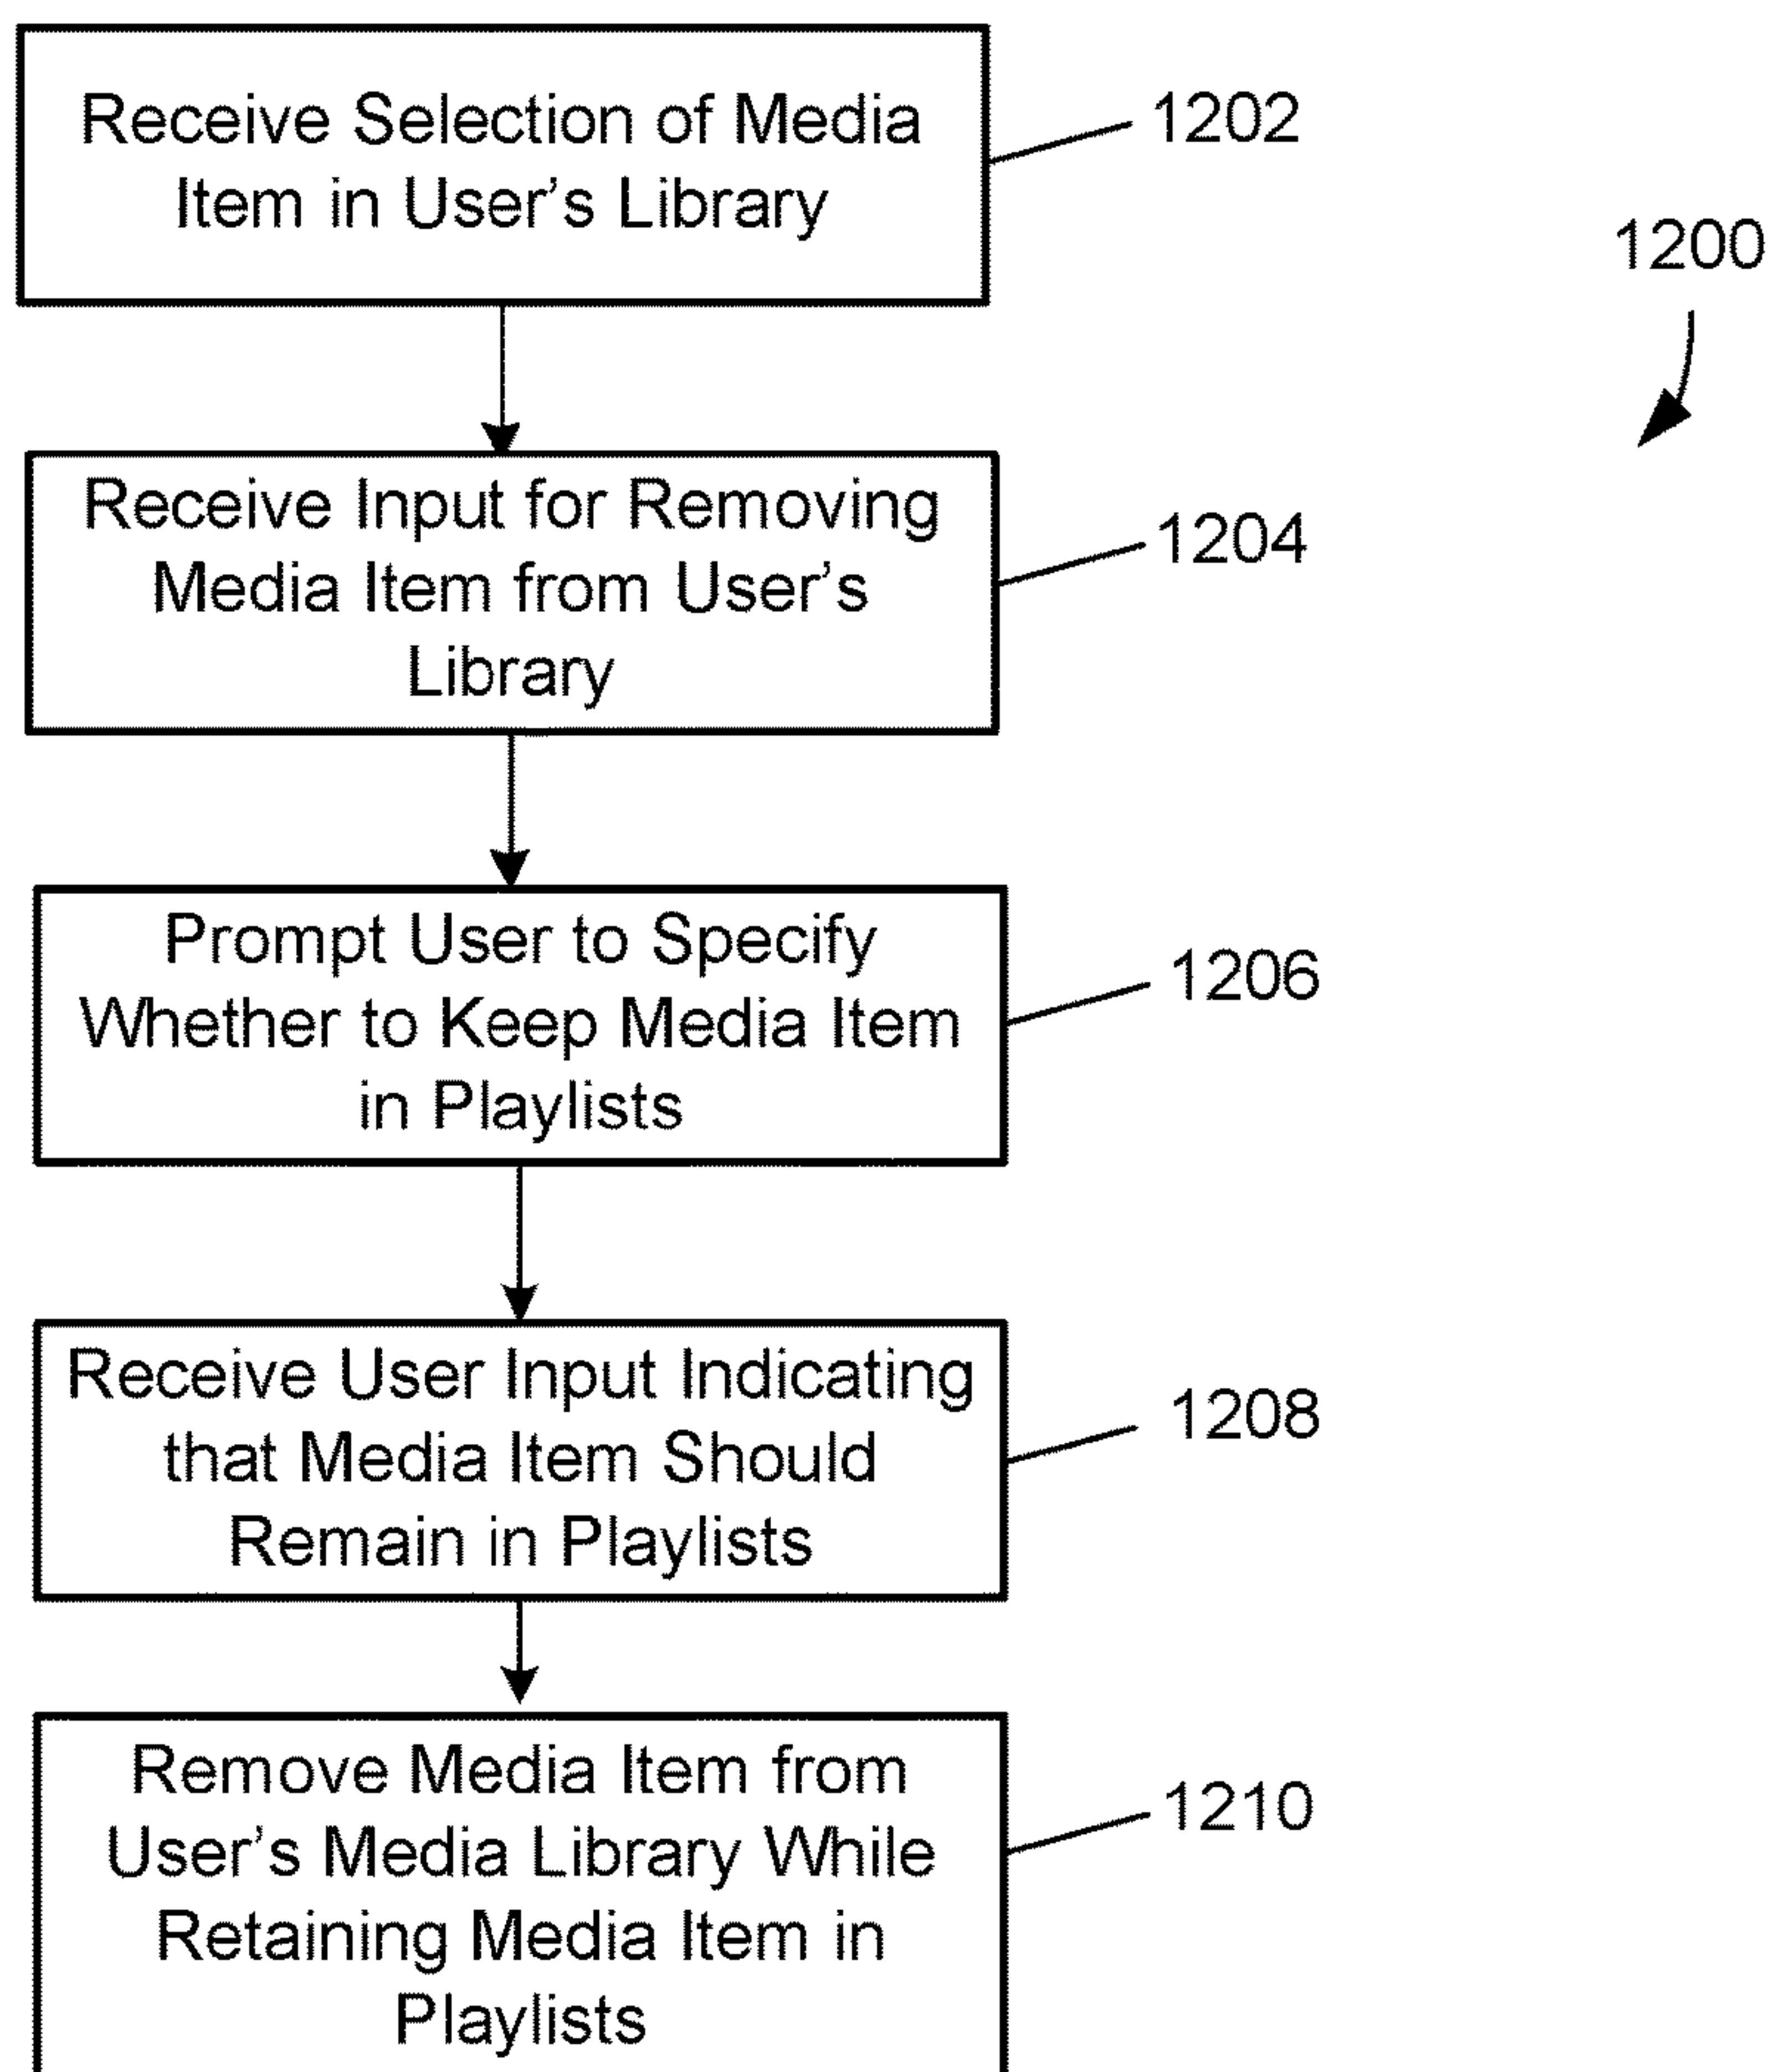 Receive Selection of Media
Item in User's Library
1202
1200
Receive Input for Removing
Media Item from User's
Library
1204
Prompt User to Specify
Whether to Keep Media Item
in Playlists
1206
Receive User Input Indicating
that Media Item Should
Remain in Playlists
1208
Remove Media Item from
User's Media Library While
Retaining Media Item in
Playlists
1210